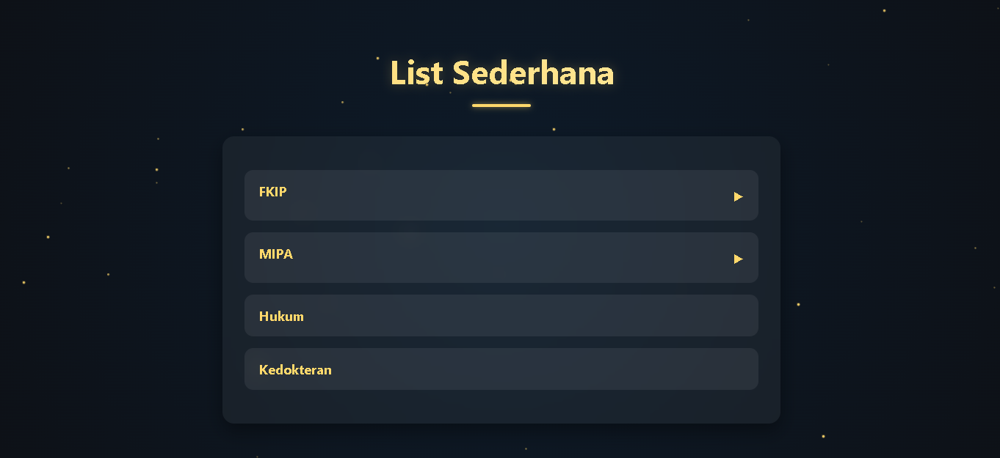 List Sederhana
FKIP
MIPA
Hukum
Kedokteran